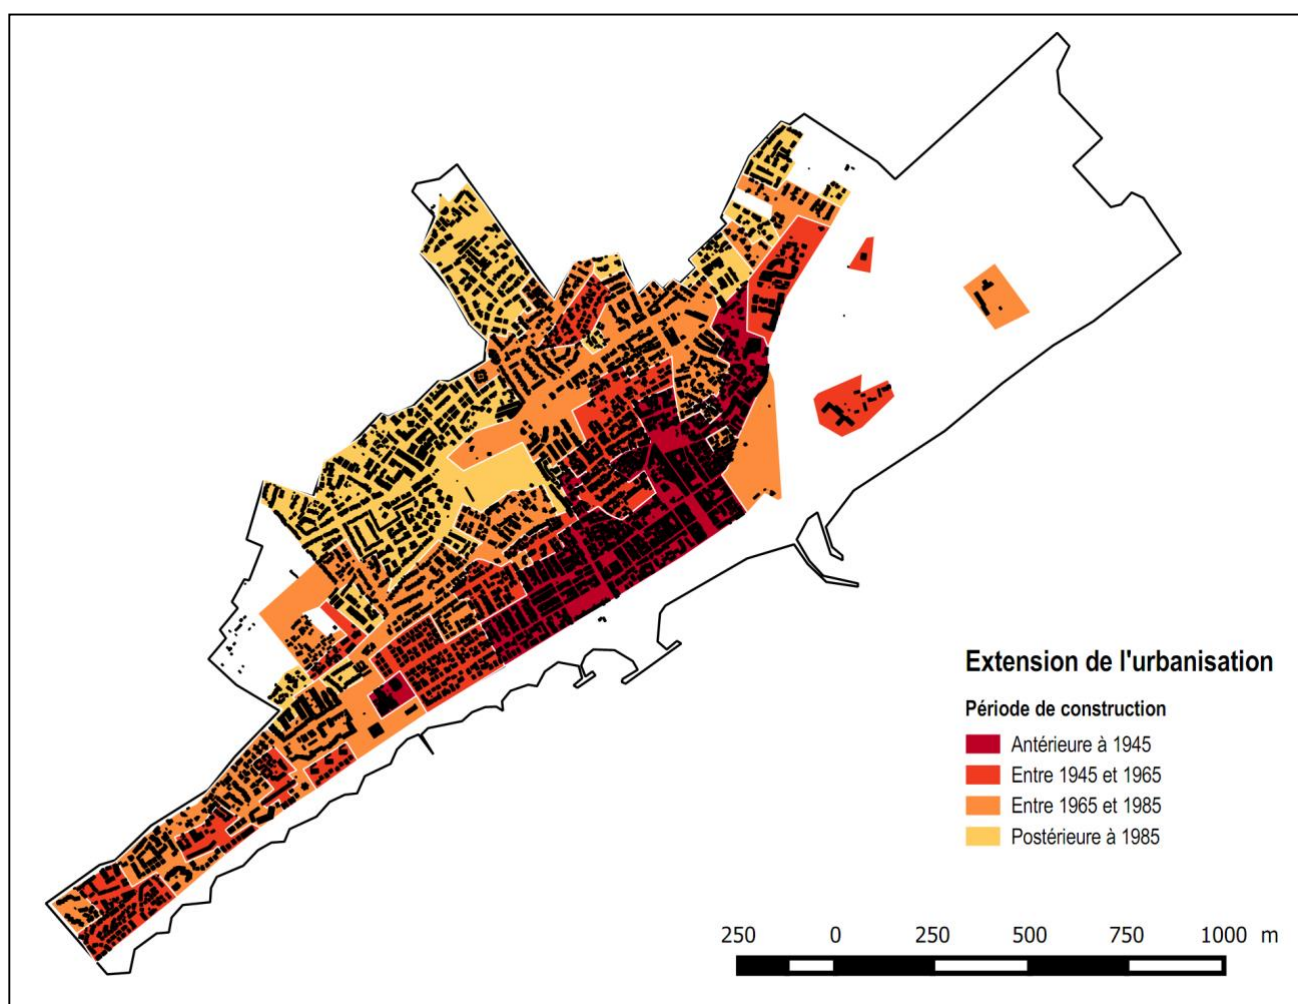 Extension de l'urbanisation
Période de construction
Antérieure à 1945
Entre 1945 et 1965
Entre 1965 et 1985
Postérieure à 1985
250 0 250 500 750 1000 m